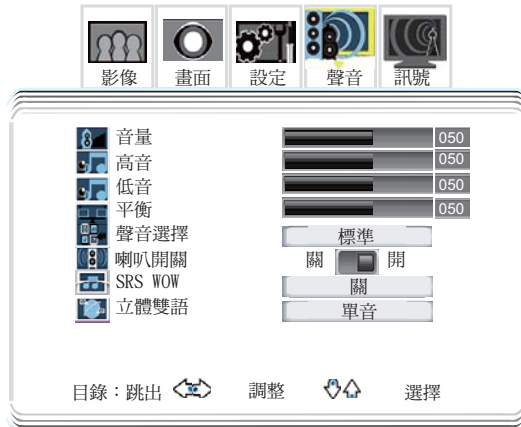 影像 畫面 設定 聲音 訊號
音量 050
高音 050
低音 050
平衡 050
聲音選擇 標準
喇叭開關 關 開
SRS WOW 關
立體雙語 單音
目錄：跳出 調整 選擇